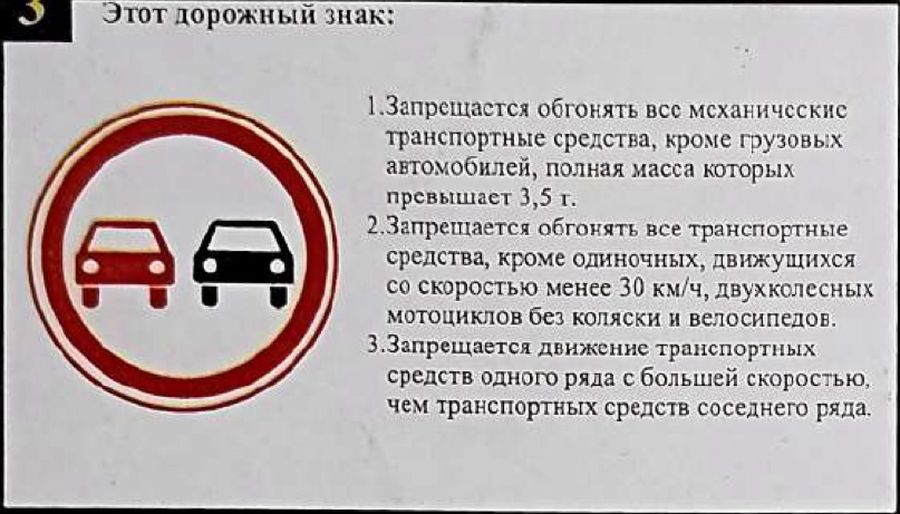 3
Этот дорожный знак:
1.Запрещается обгонять все механические
транспортные средства, кроме грузовых
автомобилей, полная масса которых
превышает 3,5 т.
2.Запрещается обгонять все транспортные
средства, кроме одиночных, движущихся
со скоростью менее 30 км/ч, двухколесных
мотоциклов без коляски и велосипедов.
3.Запрещается движение транспортных
средств одного ряда с большей скоростью,
чем транспортных средств соседнего ряда.